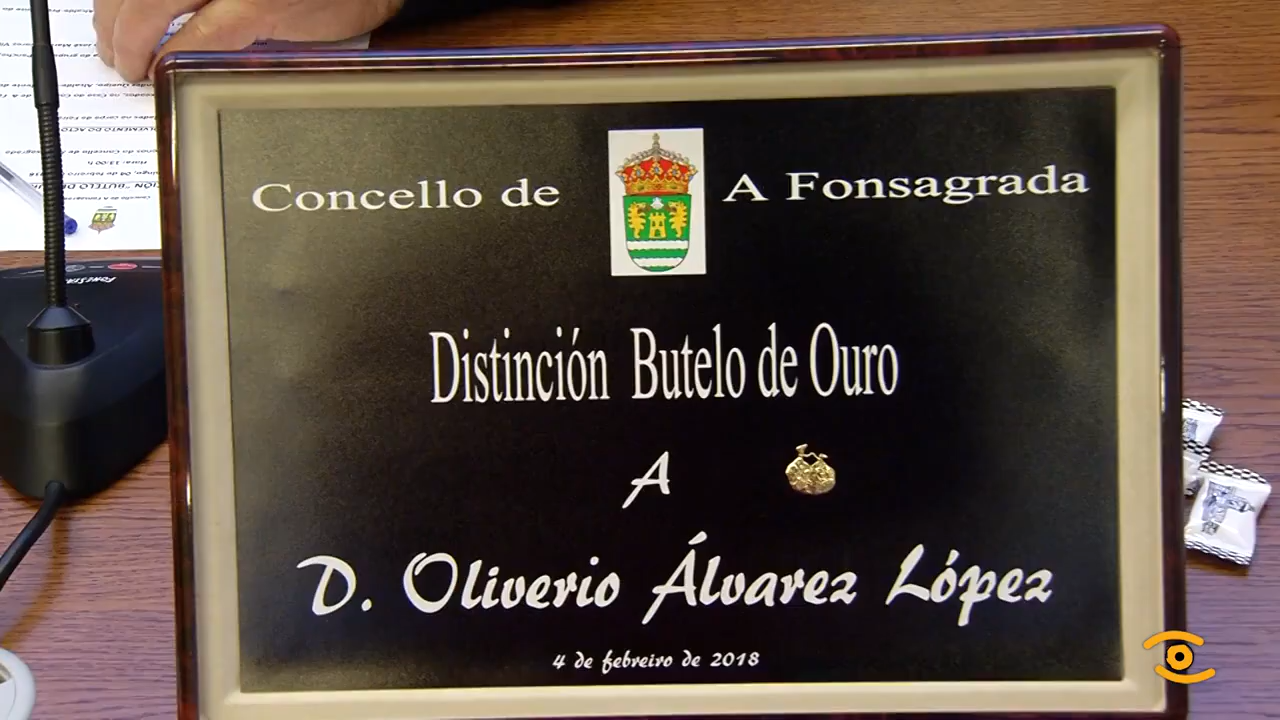 Concello de A Fonsagrada
Distinción Butelo de Ouro
A
D. Oliverio Álvarez López
4 de febreiro de 2018